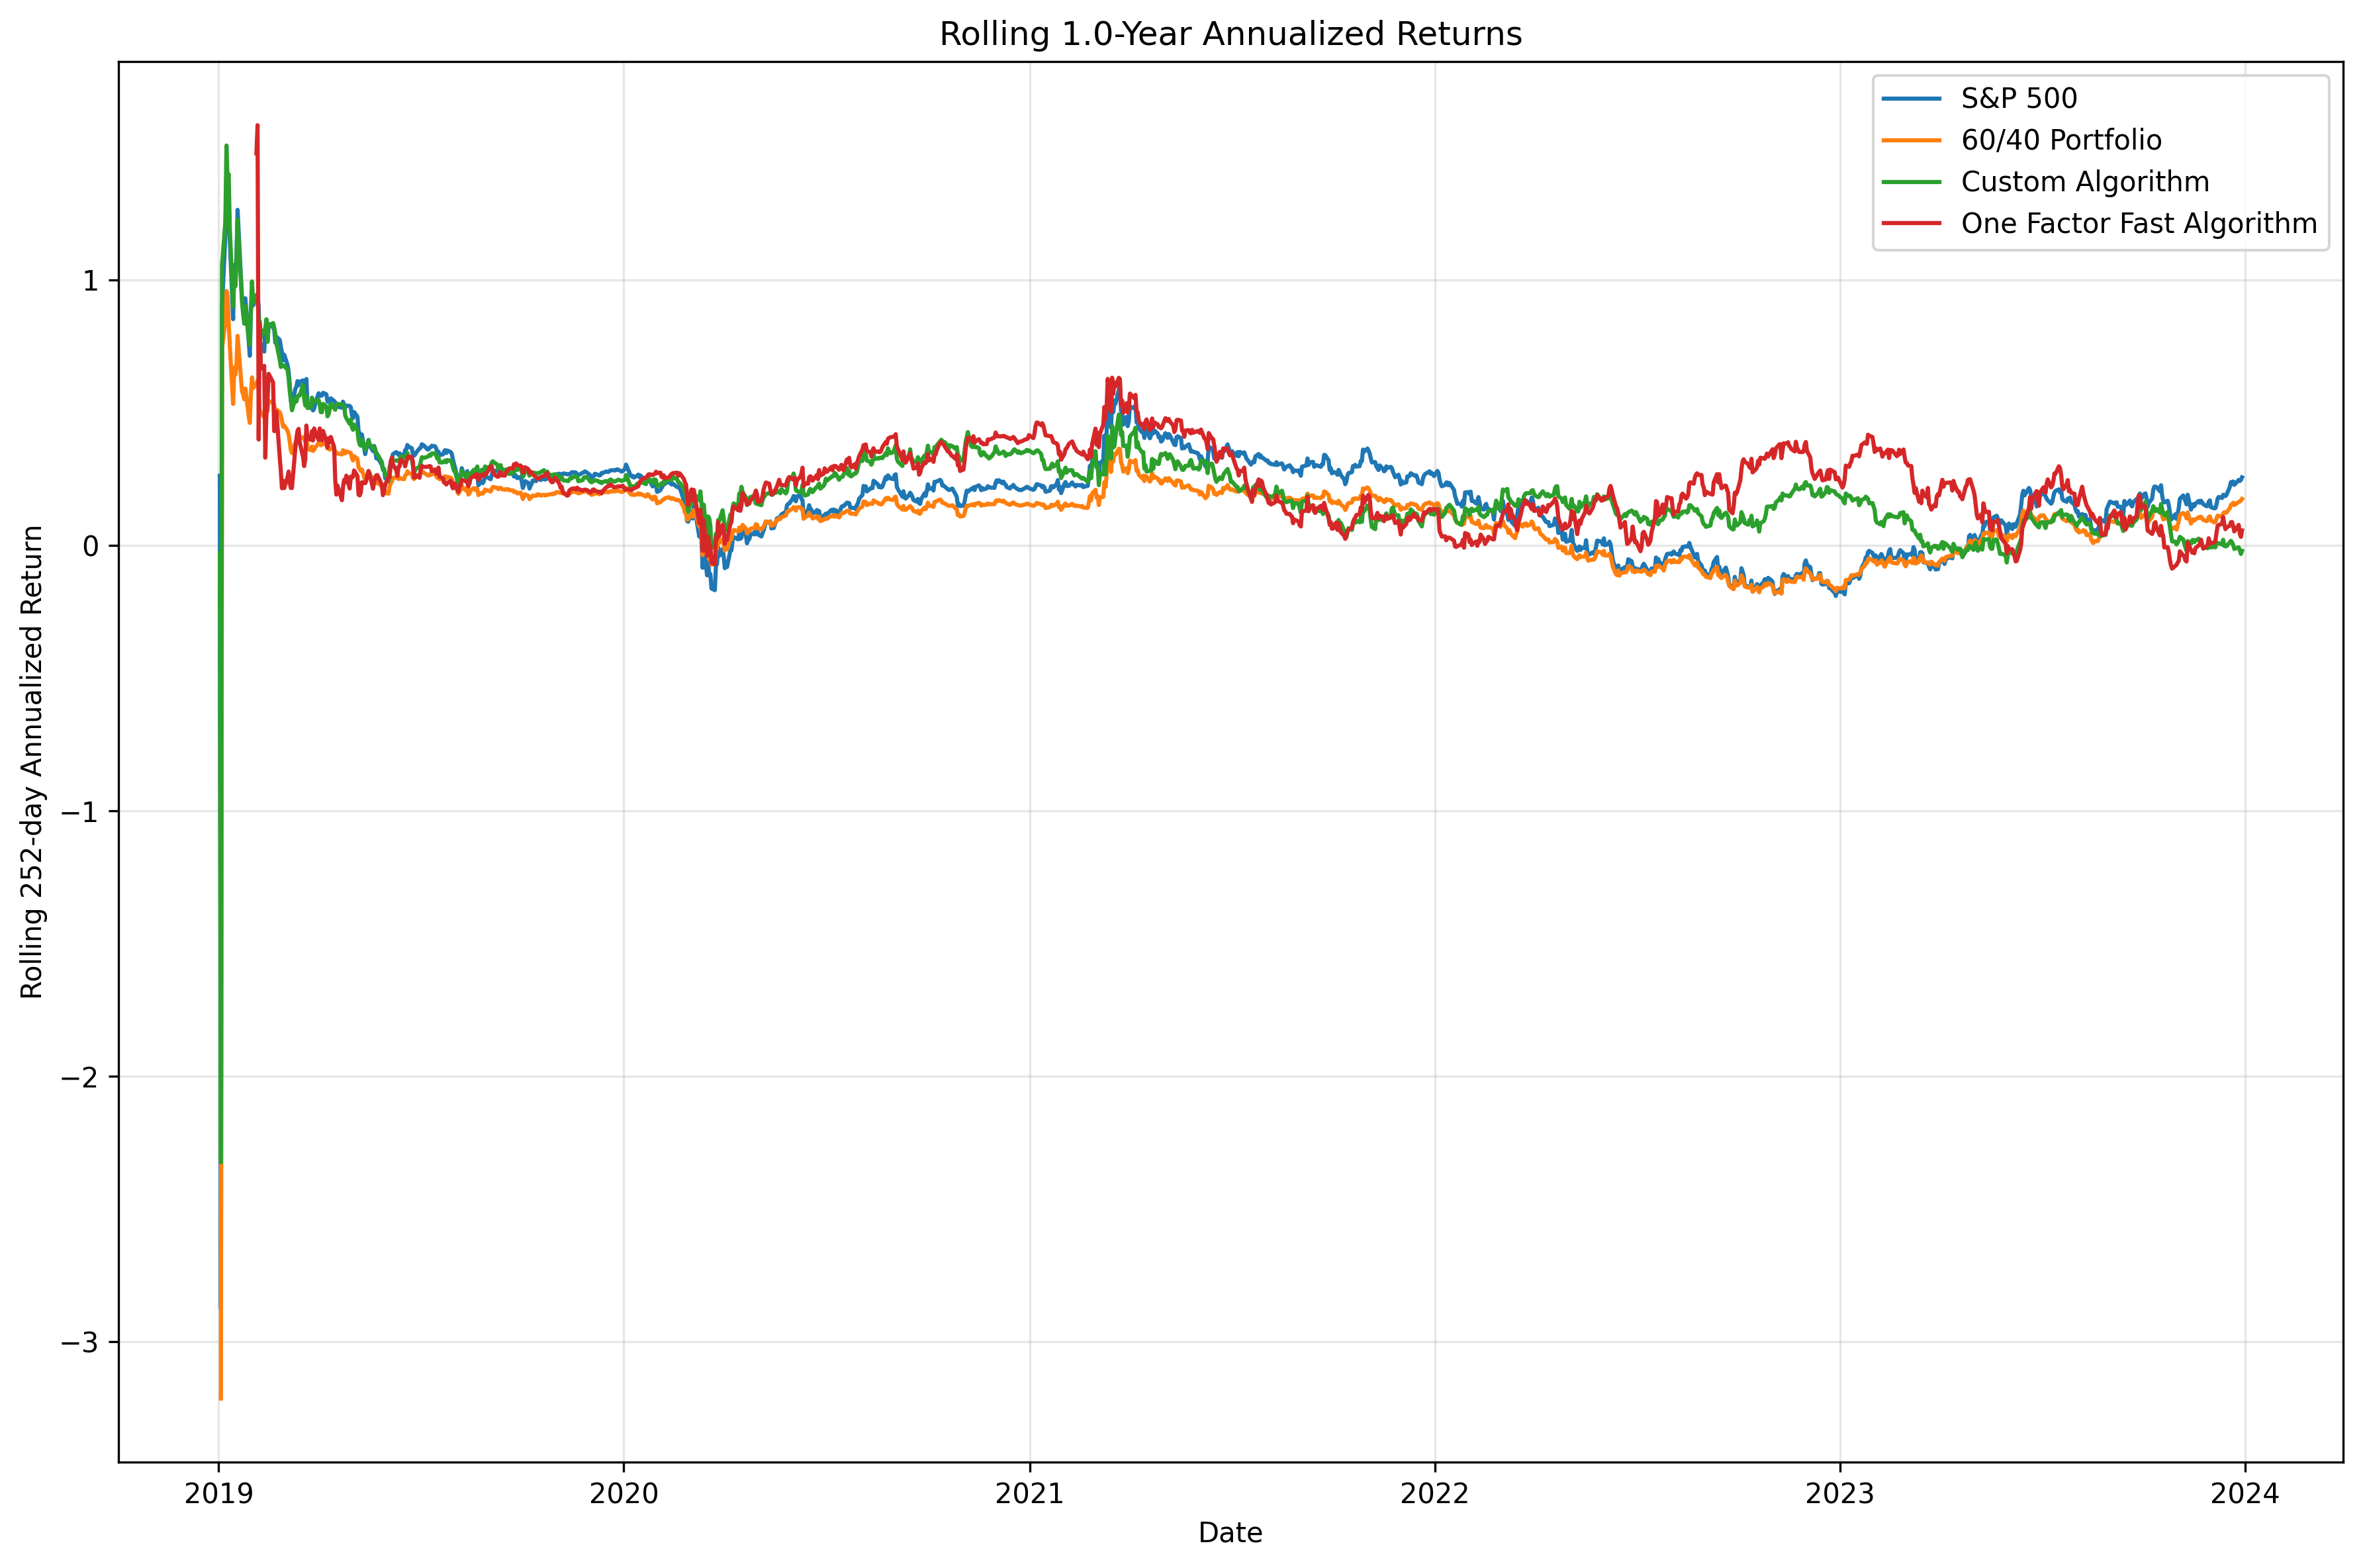 Rolling 1.0-Year Annualized Returns
S&P 500
60/40 Portfolio
Custom Algorithm
One Factor Fast Algorithm
Rolling 252-day Annualized Return
1
0
−1
−2
−3
2019
2020
2021
2022
2023
2024
Date